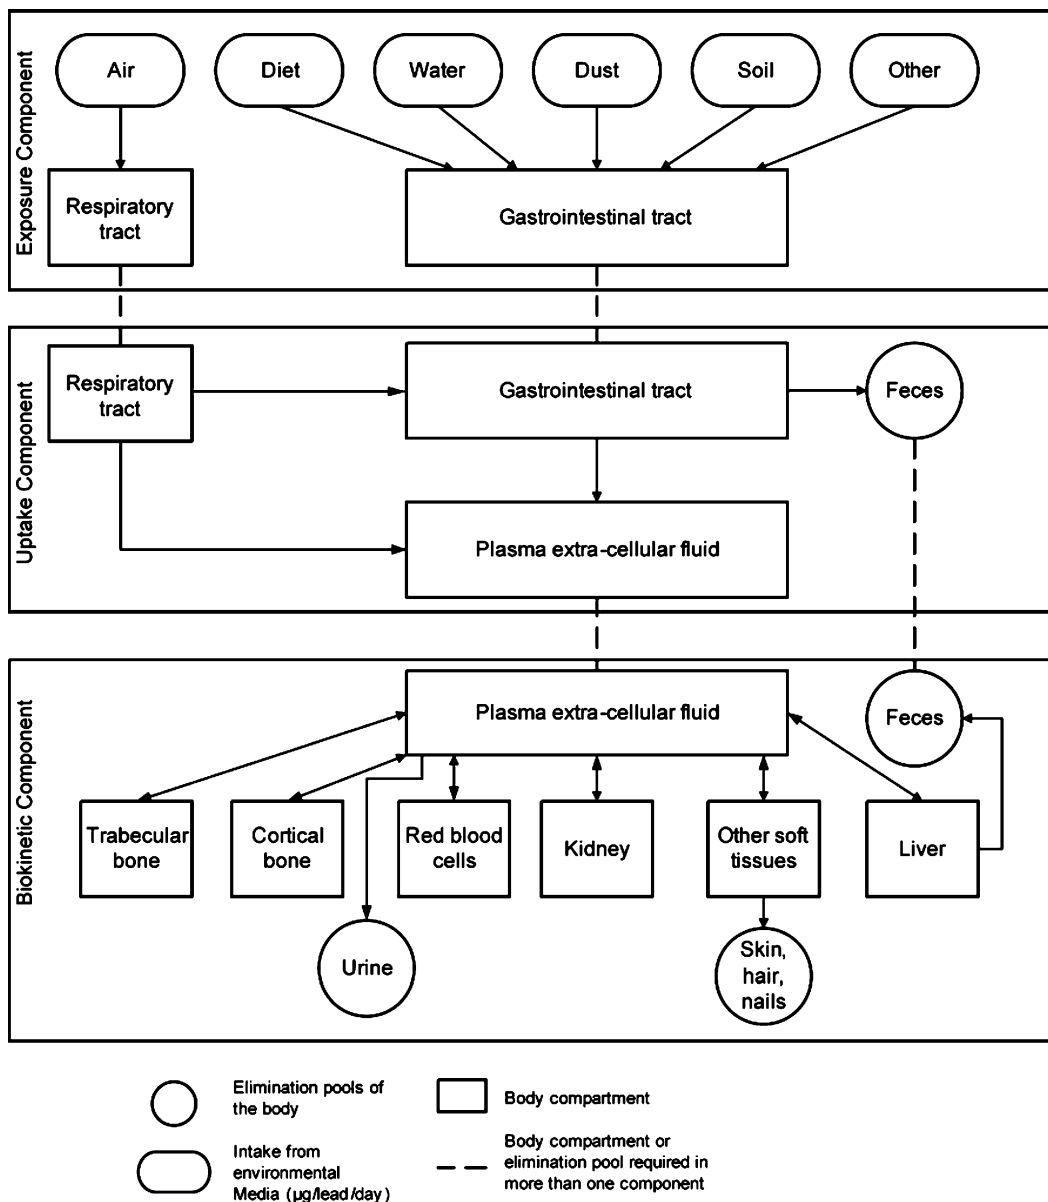 Exposure Component
Air
Diet
Water
Dust
Soil
Other
Respiratory
tract
Gastrointestinal tract
Uptake Component
Respiratory
tract
Gastrointestinal tract
Feces
Plasma extra-cellular fluid
Biokinetic Component
Plasma extra-cellular fluid
Feces
Trabecular
bone
Cortical
bone
Red blood
cells
Kidney
Other soft
tissues
Liver
Urine
Skin,
hair,
nails
Elimination pools of
the body
Body compartment
Intake from
environmental
Media (µg/lead/day)
Body compartment or
elimination pool required in
more than one component